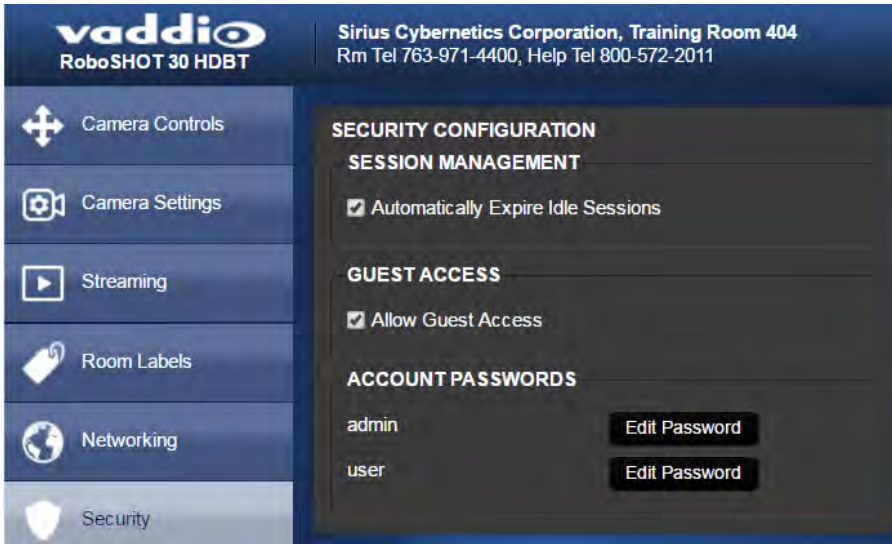 vaddio
RoboSHOT 30 HDBT
Sirius Cybernetics Corporation, Training Room 404
Rm Tel 763-971-4400, Help Tel 800-572-2011
Camera Controls
Camera Settings
Streaming
Room Labels
Networking
Security
SECURITY CONFIGURATION
SESSION MANAGEMENT
Automatically Expire Idle Sessions
GUEST ACCESS
Allow Guest Access
ACCOUNT PASSWORDS
admin Edit Password
user Edit Password